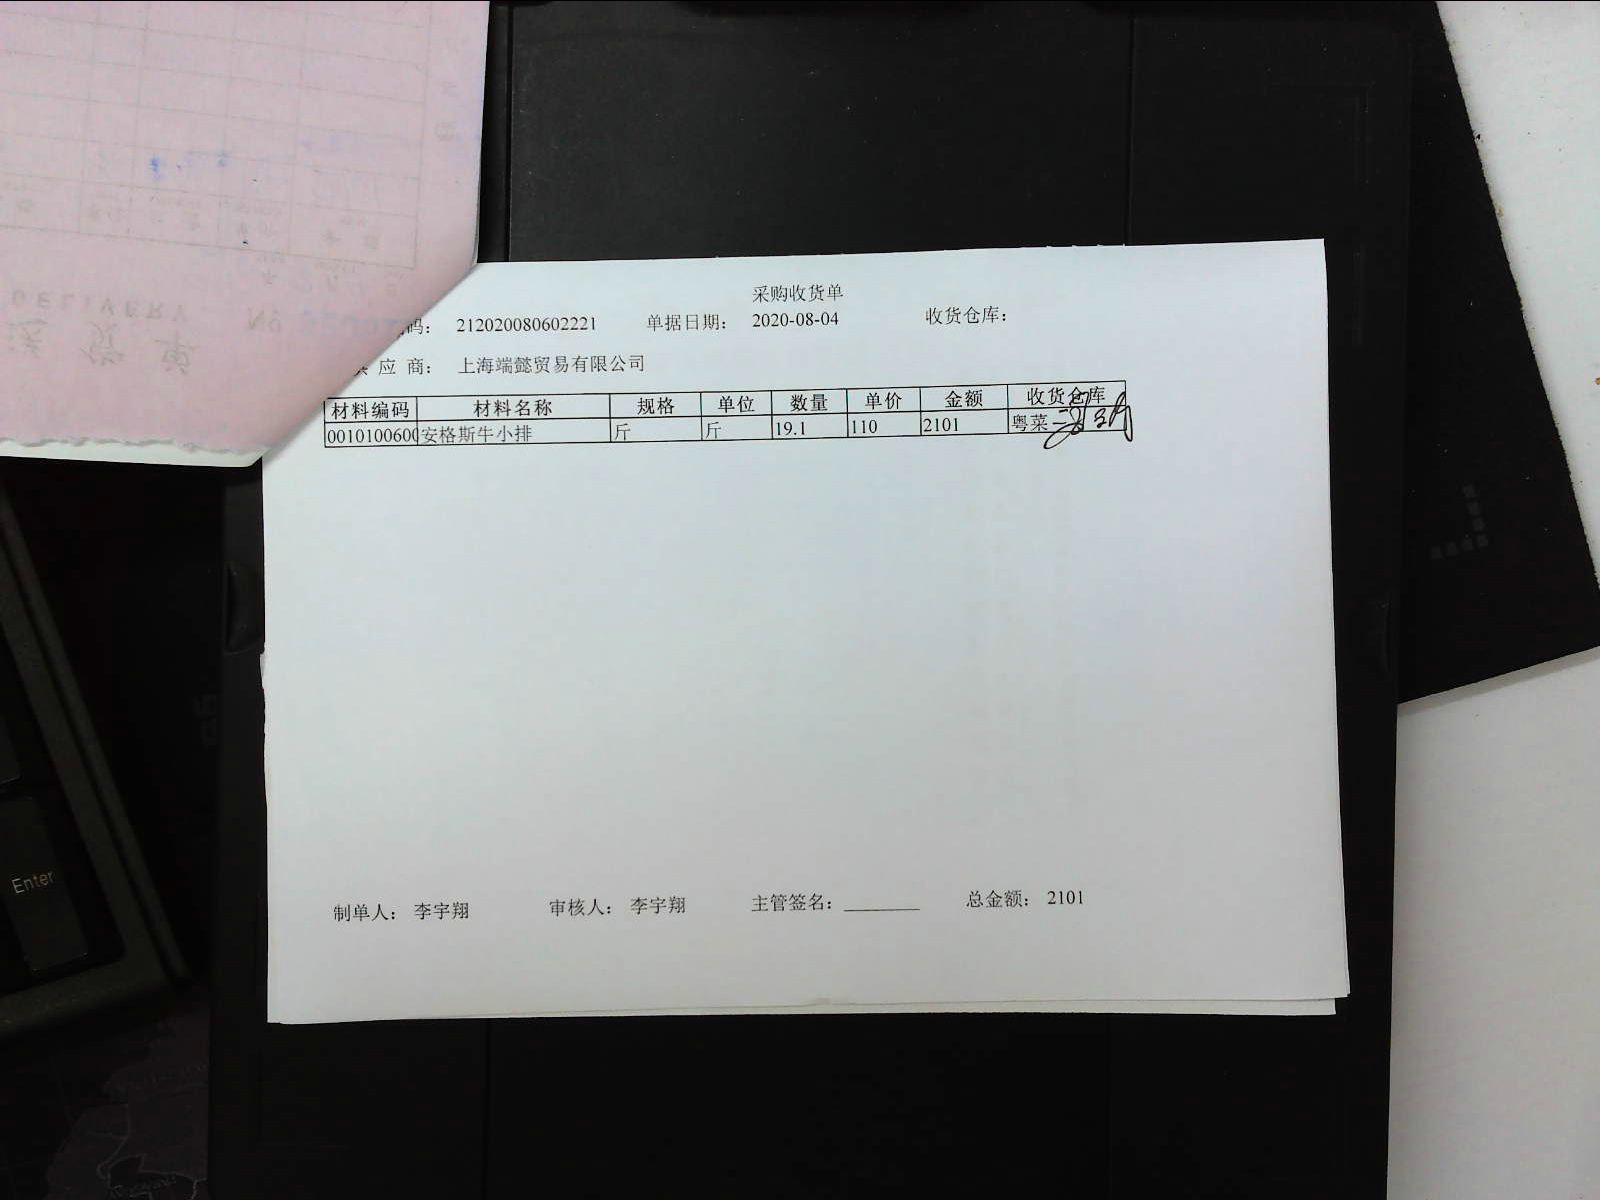 采购收货单
码： 212020080602221 单据日期： 2020-08-04 收货仓库：
应 商： 上海端懿贸易有限公司
材料编码 材料名称 规格 单位 数量 单价 金额 收货仓库
0010100600 安格斯牛小排 斤 斤 19.1 110 2101 粤菜
制单人： 李宇翔 审核人： 李宇翔 主管签名： 总金额： 2101
DELIVERY
送 货 单
Enter